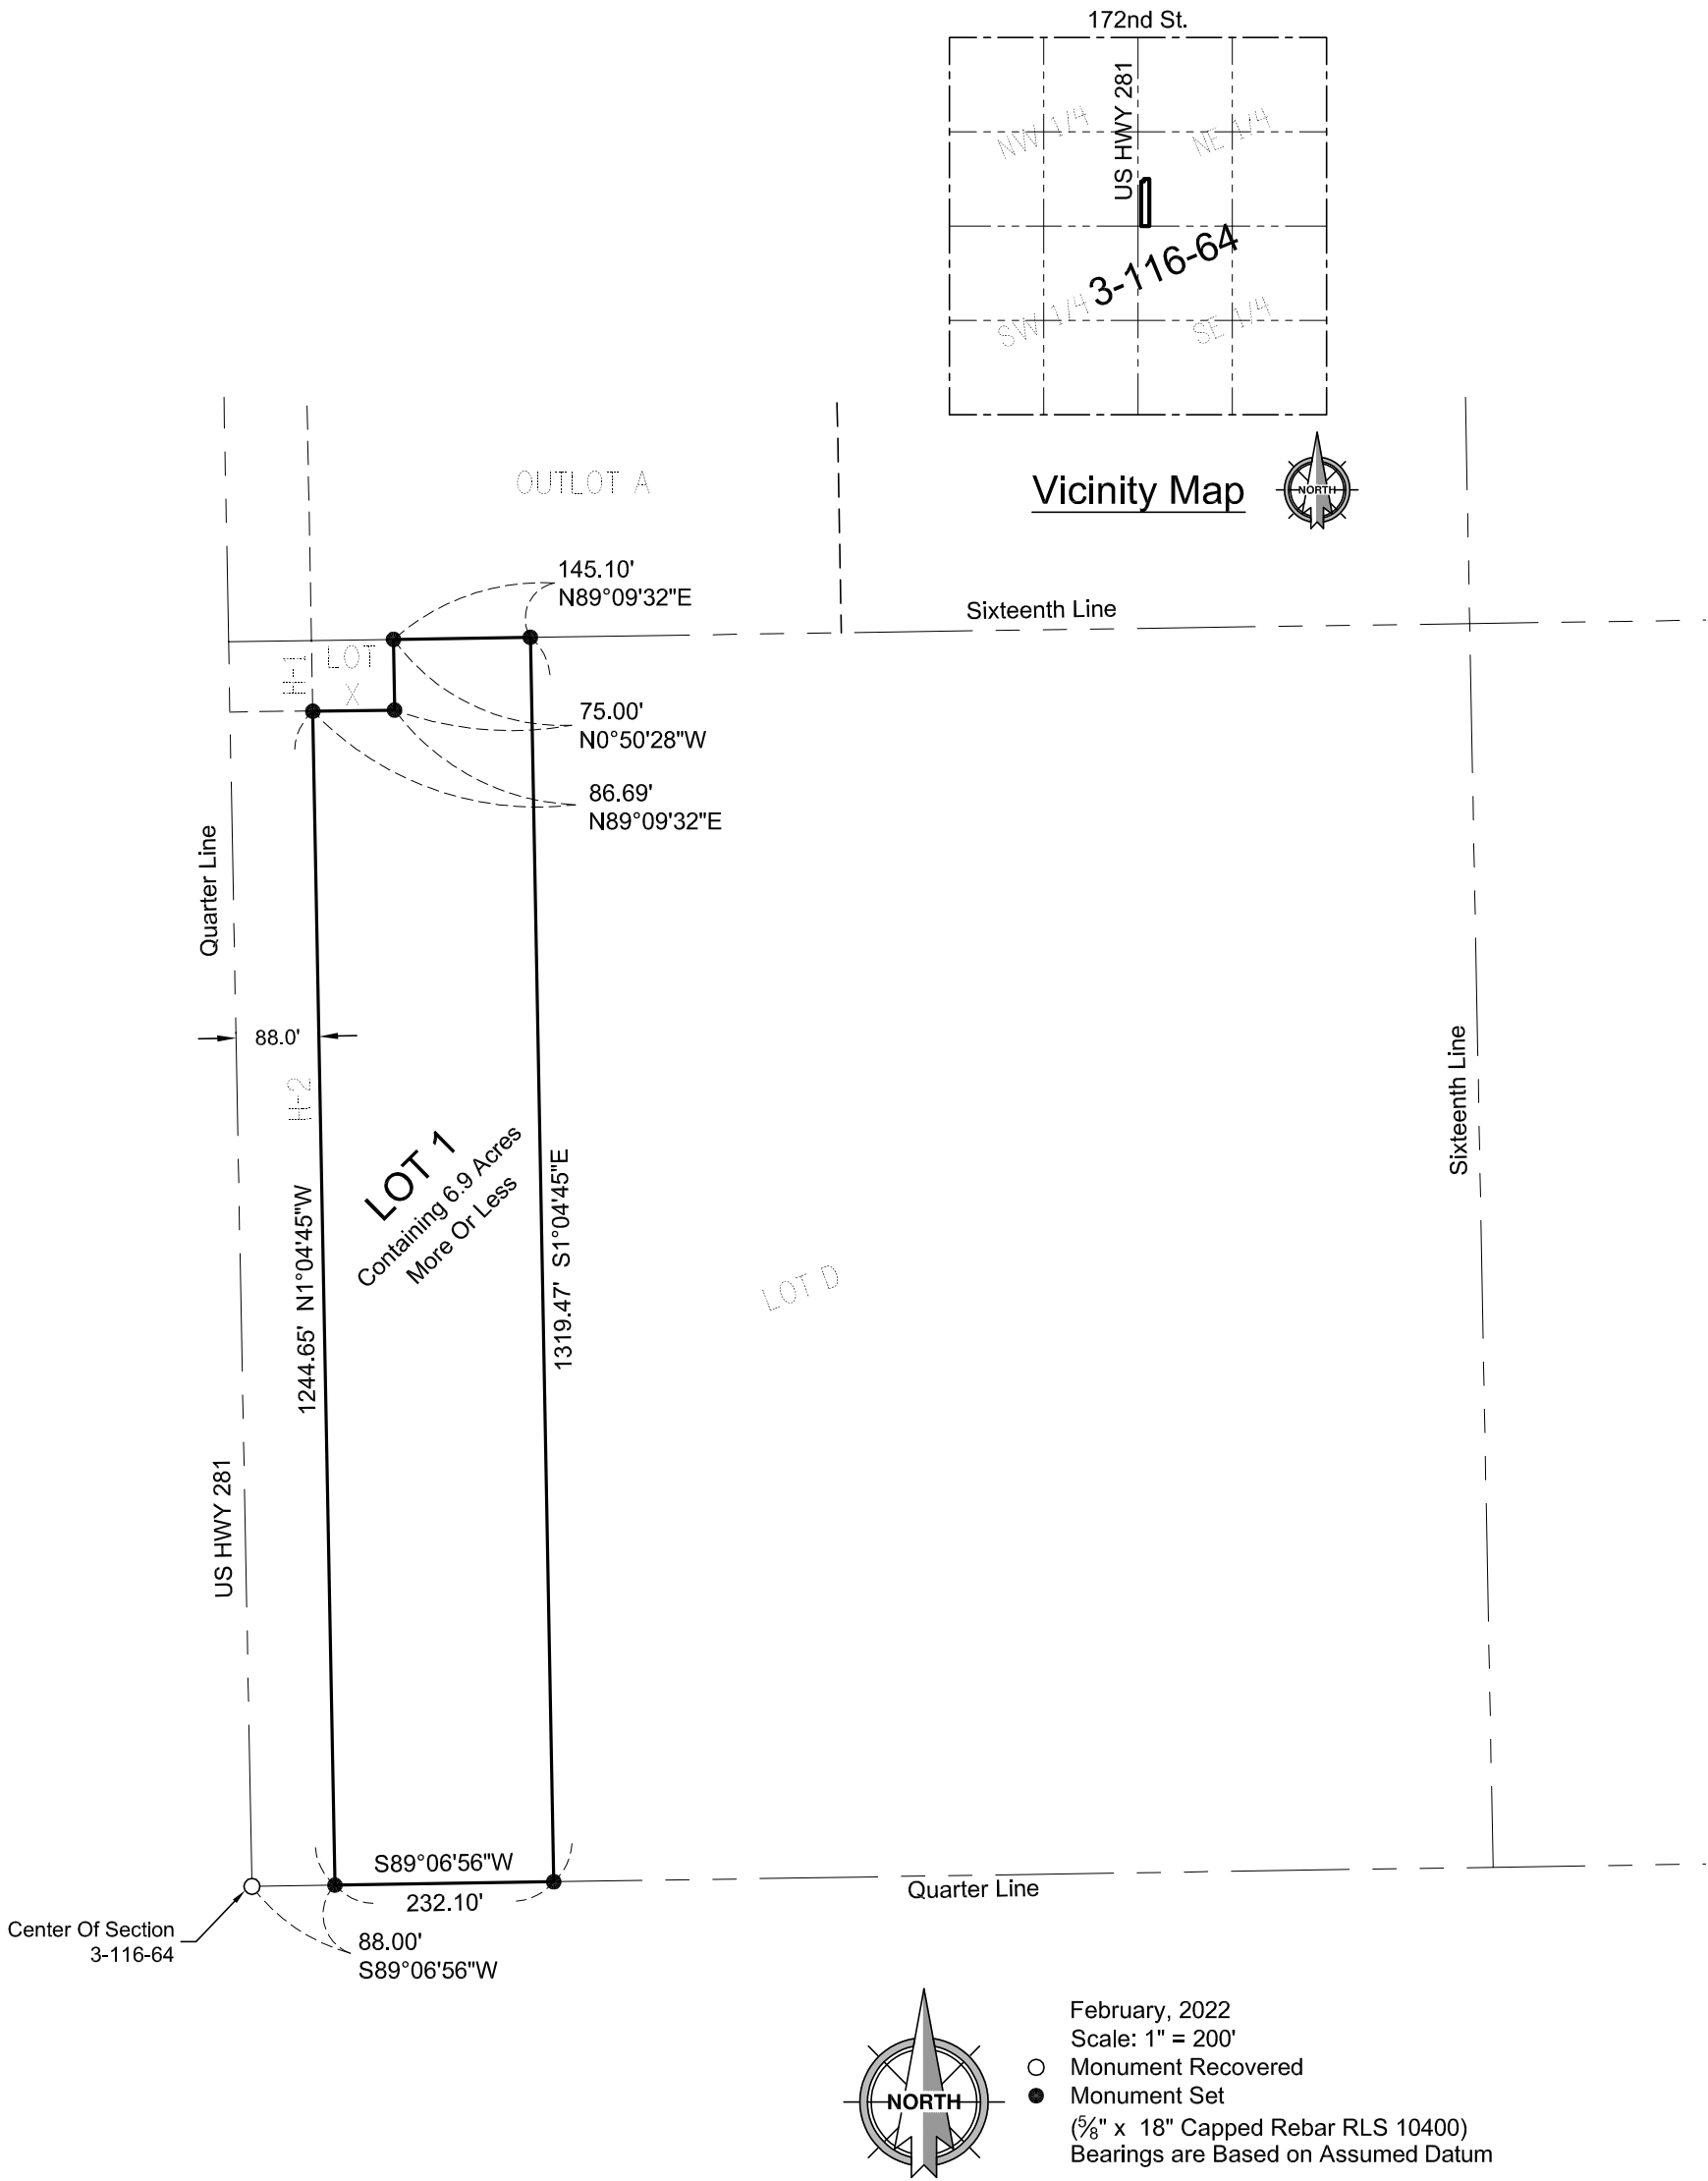 172nd St.
US HWY 281
NW 1/4
NE 1/4
3-116-64
SW 1/4
SE 1/4
Vicinity Map
NORTH
OUTLOT A
145.10'
N89°09'32"E
Sixteenth Line
H-1
LOT
X
75.00'
N0°50'28"W
86.69'
N89°09'32"E
Quarter Line
88.0'
H-2
Sixteenth Line
LOT 1
Containing 6.9 Acres
More Or Less
1244.65' N1°04'45"W
1319.47' S1°04'45"E
LOT D
US HWY 281
S89°06'56"W
232.10'
Quarter Line
Center Of Section
3-116-64
88.00'
S89°06'56"W
NORTH
February, 2022
Scale: 1" = 200'
Monument Recovered
Monument Set
(⅝" x 18" Capped Rebar RLS 10400)
Bearings are Based on Assumed Datum